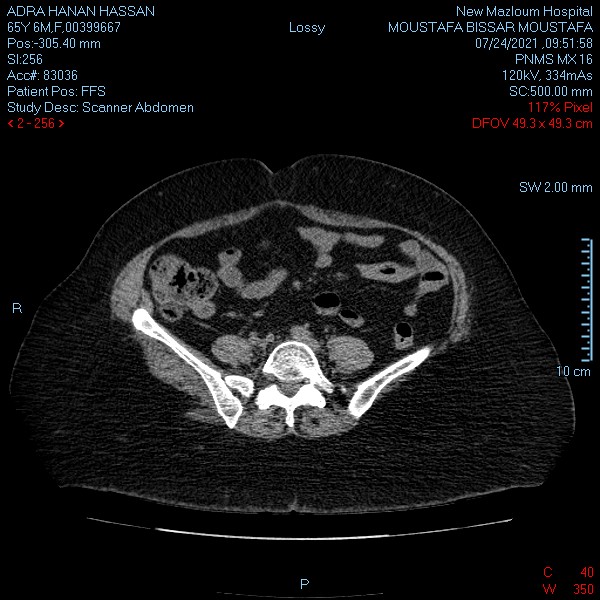 ADRA HANAN HASSAN
65Y 6M,F,00399667
Pos:-305.40 mm
SI:256
Acc#: 83036
Patient Pos: FFS
Study Desc: Scanner Abdomen
< 2 - 256 >
Lossy
New Mazloum Hospital
MOUSTAFA BISSAR MOUSTAFA
07/24/2021 ,09:51:58
PNMS MX 16
120kV, 334mAs
SC:500.00 mm
117% Pixel
DFOV 49.3 x 49.3 cm
SW 2.00 mm
R
10 cm
P
C 40
W 350